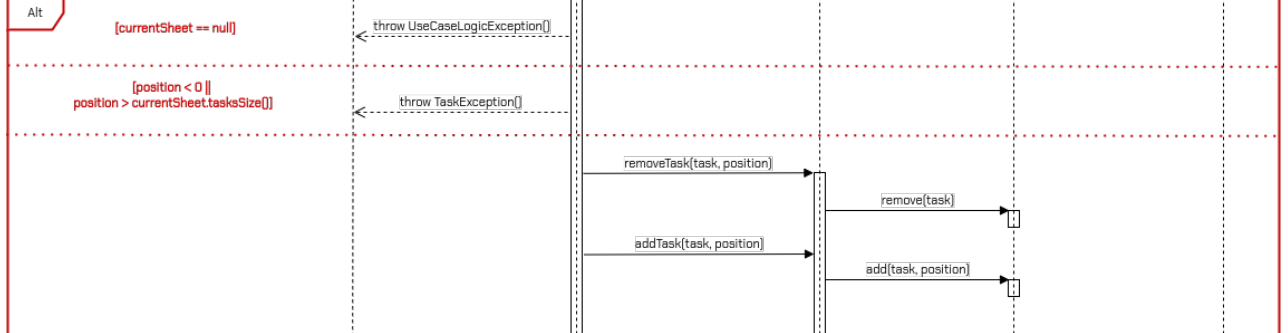 Alt
[currentSheet == null]
throw UseCaseLogicException()
[position < 0 ||
position > currentSheet.tasksSize()]
throw TaskException()
removeTask(task, position)
remove(task)
addTask(task, position)
add(task, position)